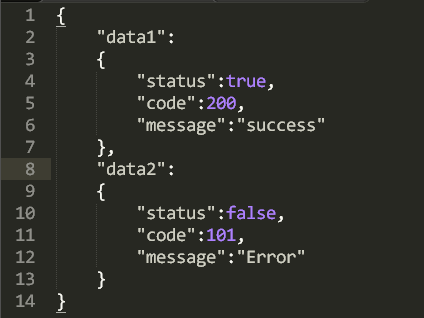 1 {
2     "data1":
3     {
4         "status":true,
5         "code":200,
6         "message":"success"
7     },
8     "data2":
9     {
10         "status":false,
11         "code":101,
12         "message":"Error"
13     }
14 }